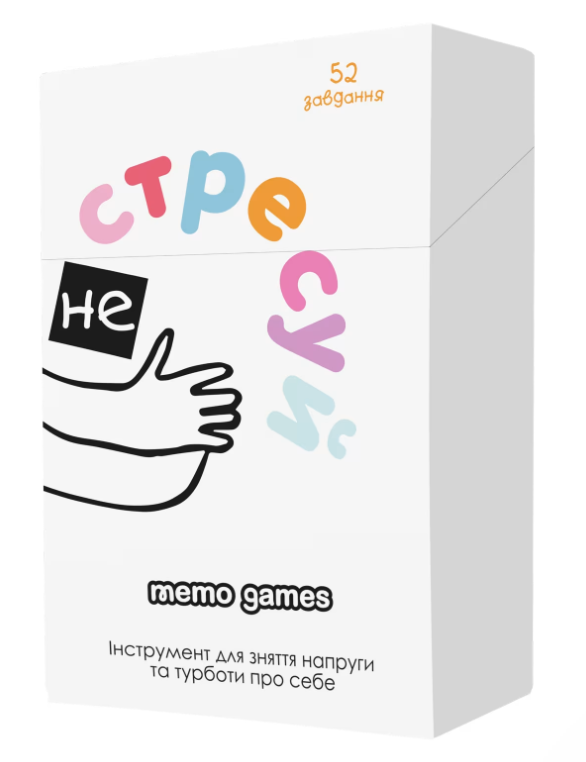 52
завдання
не
стресуй
memo games
Інструмент для зняття напруги
та турботи про себе